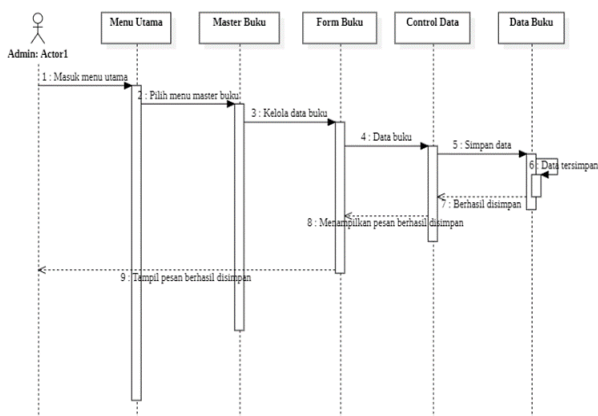 Menu Utama
Master Buku
Form Buku
Control Data
Data Buku
Admin: Actor1
1 : Masuk menu utama
2 : Pilih menu master buku
3 : Kelola data buku
4 : Data buku
5 : Simpan data
6 : Data tersimpan
7 : Berhasil disimpan
8 : Menampilkan pesan berhasil disimpan
9 : Tampil pesan berhasil disimpan